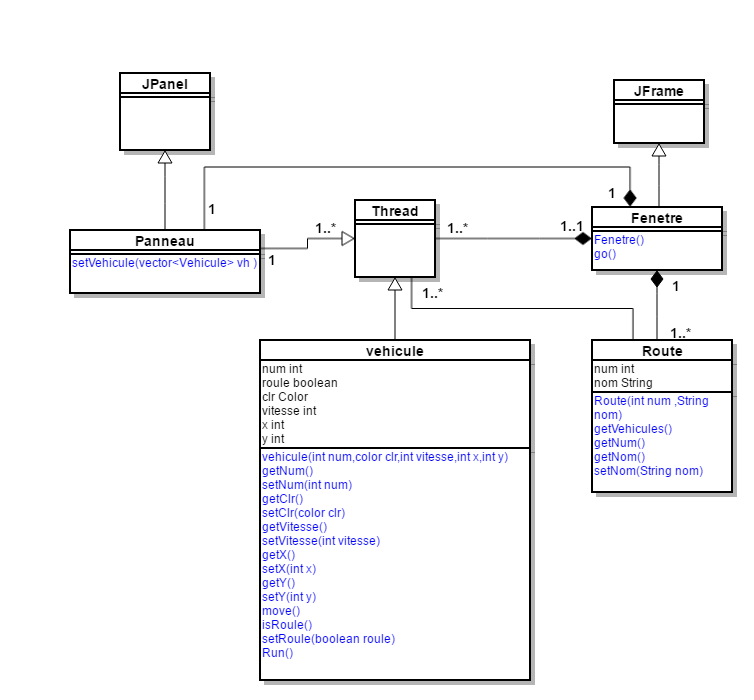 JPanel
JFrame
1
1
Thread
1..*
1..*
1..1
Panneau
setVehicule(vector<Vehicule> vh )
1
Fenetre
Fenetre()
go()
1..*
1
1..*
vehicule
num int
roule boolean
clr Color
vitesse int
x int
y int
vehicule(int num,color clr,int vitesse,int x,int y)
getNum()
setNum(int num)
getClr()
setClr(color clr)
getVitesse()
setVitesse(int vitesse)
getX()
setX(int x)
getY()
setY(int y)
move()
isRoule()
setRoule(boolean roule)
Run()
Route
num int
nom String
Route(int num ,String
nom)
getVehicules()
getNum()
getNom()
setNom(String nom)